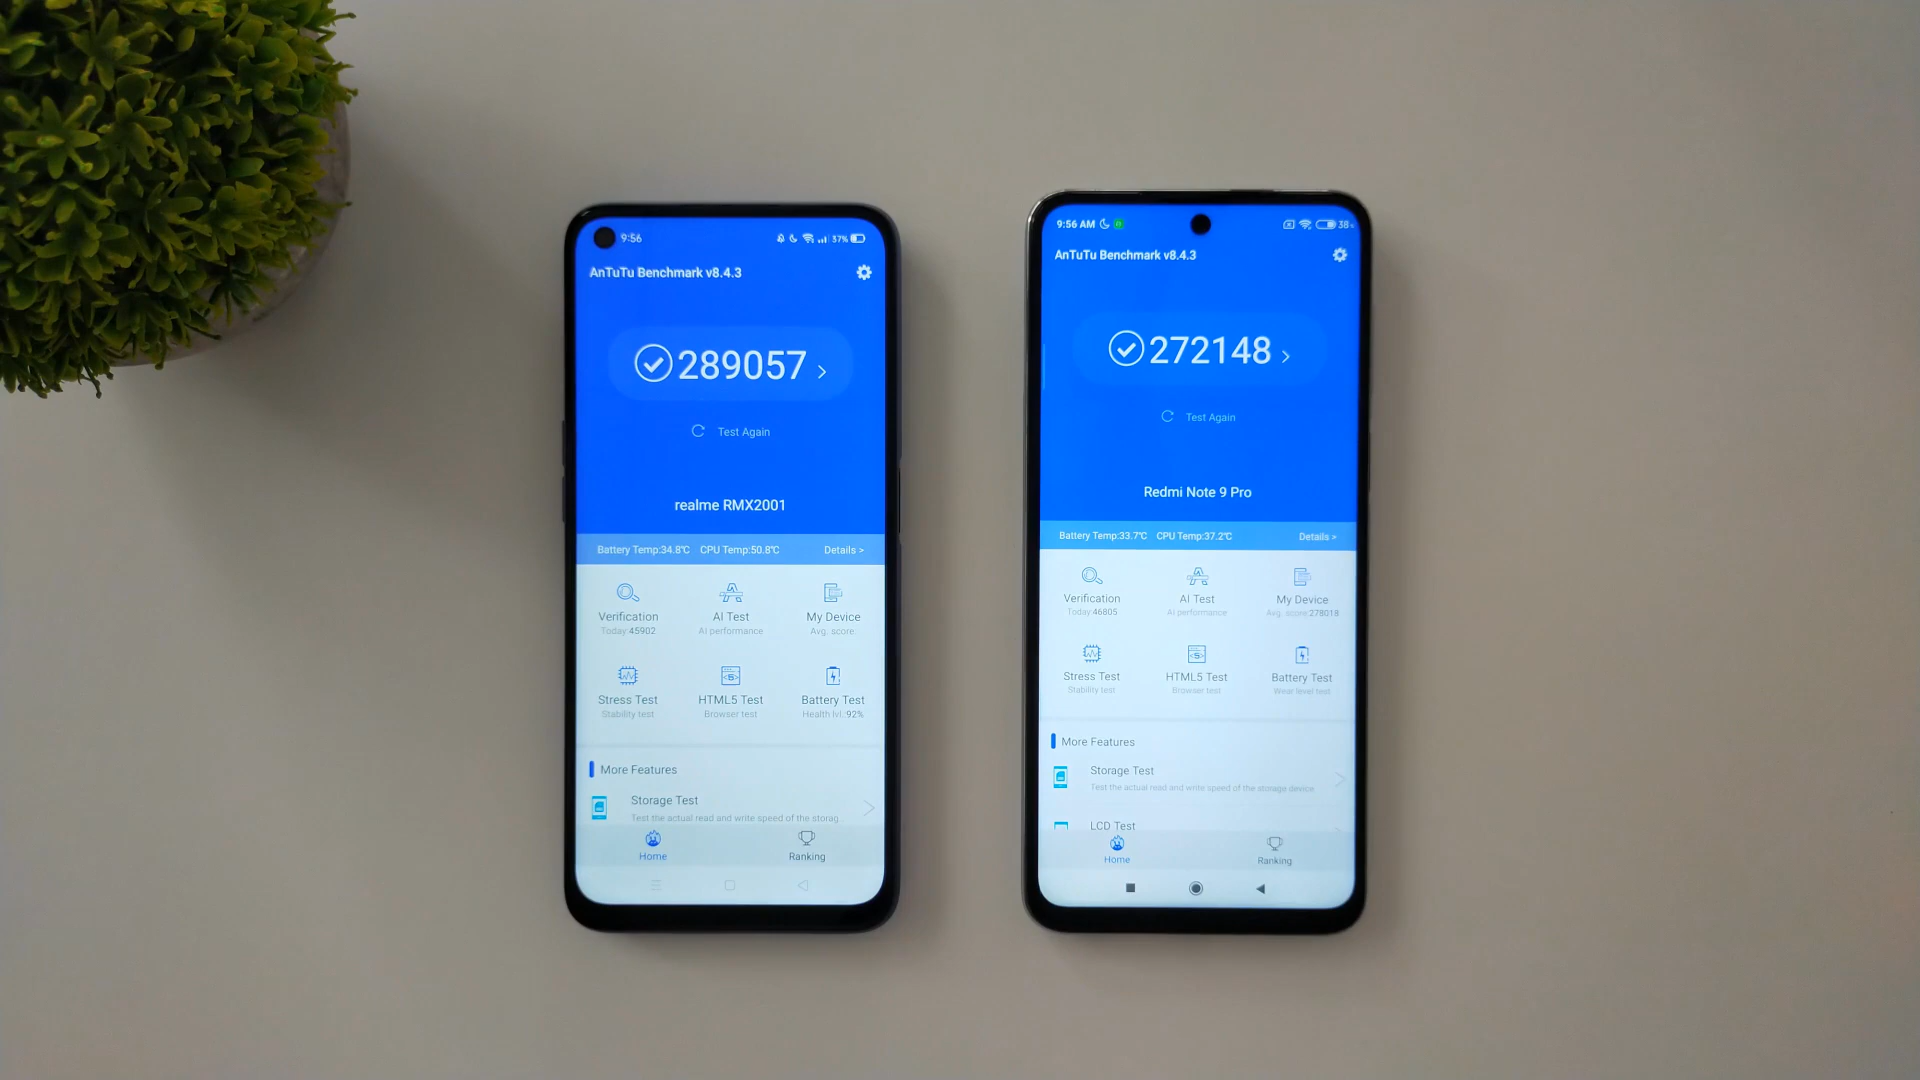 9:56
37%
AnTuTu Benchmark v8.4.3
289057 >
Test Again
realme RMX2001
Battery Temp:34.8℃ CPU Temp:50.8℃ Details >
Verification AI Test My Device
Today:45902 AI performance Avg. score
Stress Test HTML5 Test Battery Test
Stability test Browser test Health lvl.:92%
More Features
Storage Test
Test the actual read and write speed of the storag...
Home Ranking
9:56 AM
38
AnTuTu Benchmark v8.4.3
272148 >
Test Again
Redmi Note 9 Pro
Battery Temp:33.7℃ CPU Temp:37.2℃ Details >
Verification AI Test My Device
Today:46805 AI performance Avg. score:278018
Stress Test HTML5 Test Battery Test
Stability test Browser test Wear level test
More Features
Storage Test
Test the actual read and write speed of the storage device
LCD Test
Home Ranking